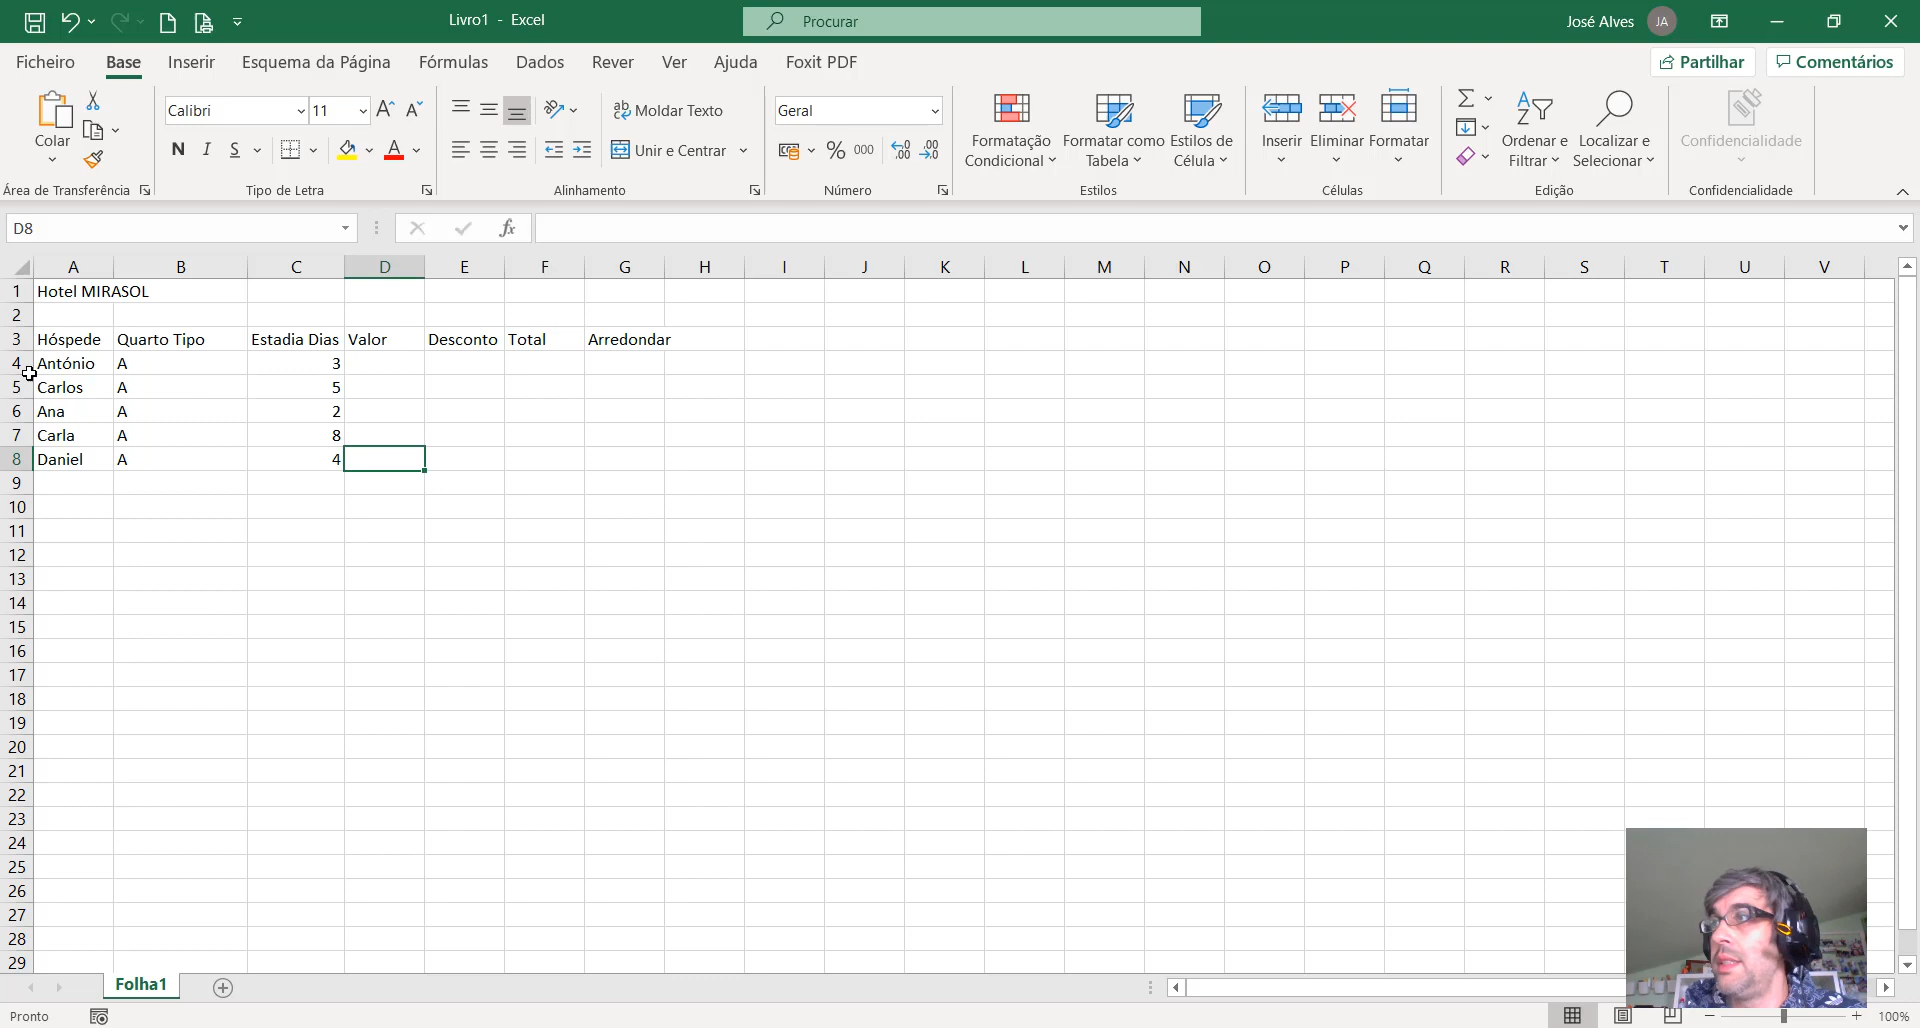 Livro1 - Excel
Procurar
José Alves JA
Ficheiro Base Inserir Esquema da Página Fórmulas Dados Rever Ver Ajuda Foxit PDF
Partilhar Comentários
Colar
Área de Transferência
Calibri 11
N I S
A
Tipo de Letra
ab Moldar Texto
Unir e Centrar
Alinhamento
Geral
% 000
Número
Formatação Condicional
Formatar como Tabela
Estilos de Célula
Estilos
Inserir Eliminar Formatar
Células
Ordenar e Filtrar
Localizar e Selecionar
Edição
Confidencialidade
Confidencialidade
D8 fx
A B C D E F G H I J K L M N O P Q R S T U V
1 Hotel MIRASOL
2
3 Hóspede Quarto Tipo Estadia Dias Valor Desconto Total Arredondar
4 António A 3
5 Carlos A 5
6 Ana A 2
7 Carla A 8
8 Daniel A 4
9
10
11
12
13
14
15
16
17
18
19
20
21
22
23
24
25
26
27
28
29
Folha1
Pronto
100%